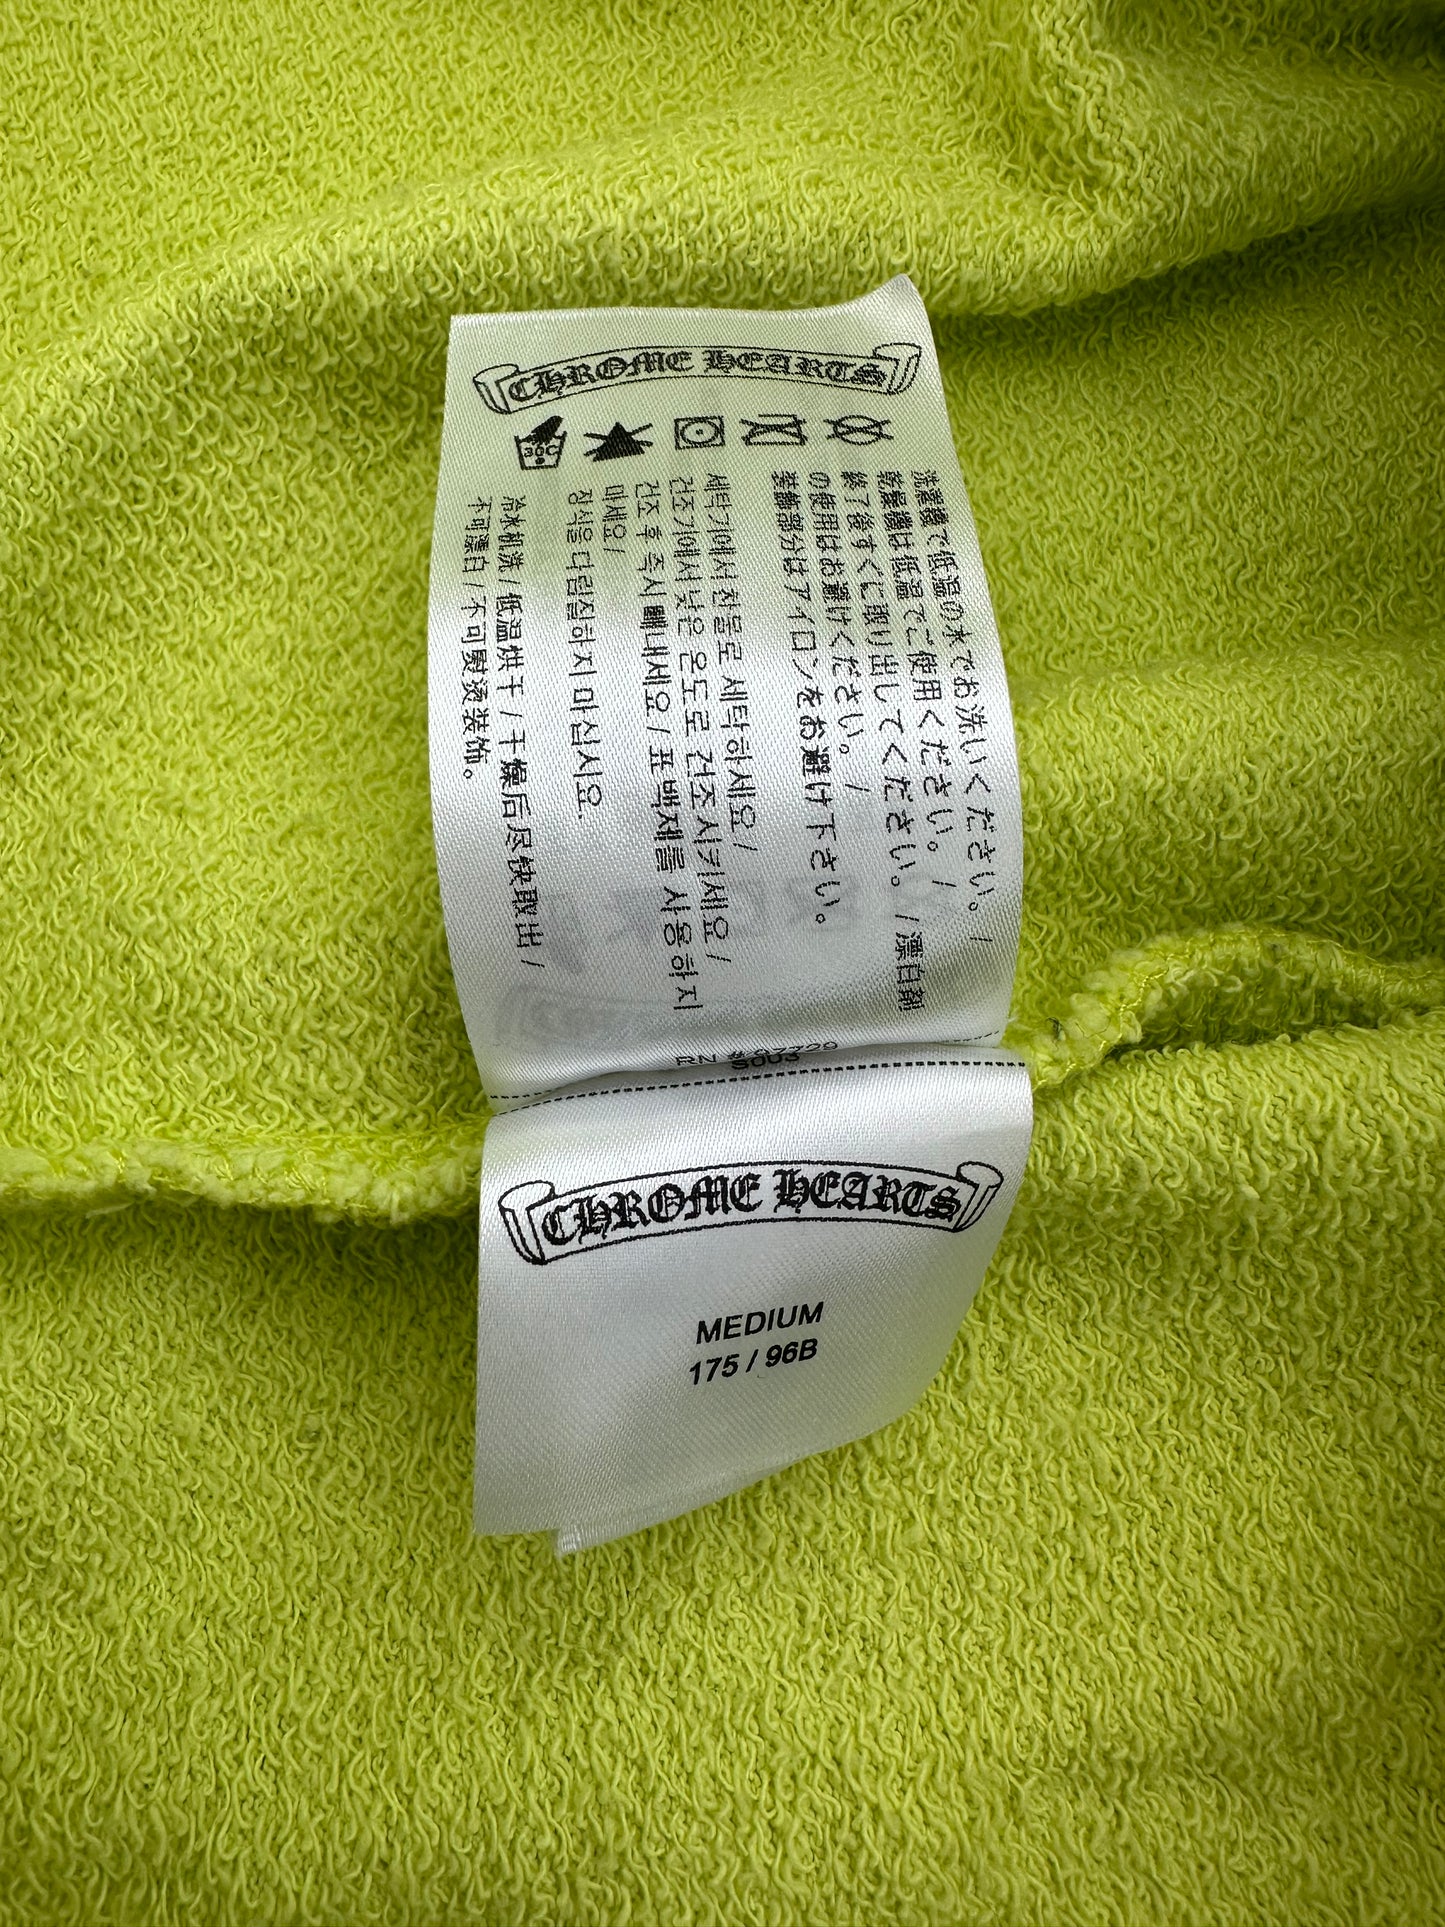 CHROME HEARTS
30C
洗濯機で低温の水でお洗いください。/
乾燥機は低温でご使用ください。/
終了後すぐに取り出してください。/漂白剤
の使用はお避けください。/
装飾部分はアイロンをお避け下さい。
세탁기에서 찬물로 세탁하세요/
건조기에서 낮은 온도로 건조시키세요/
건조 후 즉시 빼내세요/표백제를 사용하지
마세요/
장식을 다림질하지 마십시요.
冷水机洗/低温烘干/干燥后尽快取出/
不可漂白/不可熨烫装饰。
RN
CHROME HEARTS
MEDIUM
175 / 96B